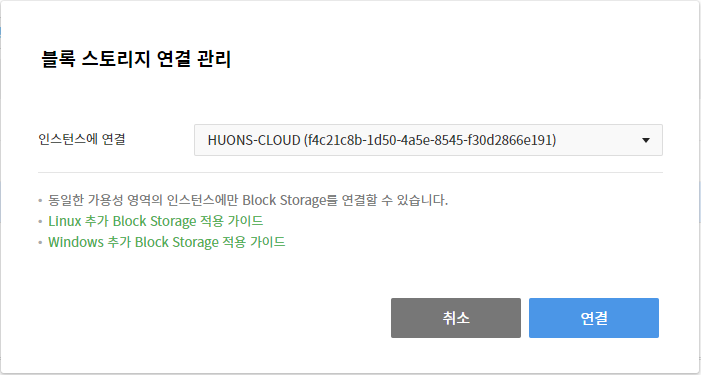 블록 스토리지 연결 관리
인스턴스에 연결
HUONS-CLOUD (f4c21c8b-1d50-4a5e-8545-f30d2866e191)
• 동일한 가용성 영역의 인스턴스에만 Block Storage를 연결할 수 있습니다.
• Linux 추가 Block Storage 적용 가이드
• Windows 추가 Block Storage 적용 가이드
취소
연결